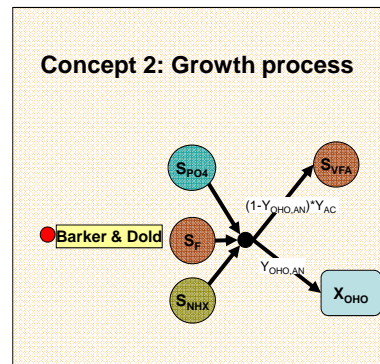 Concept 2: Growth process
S_PO4
S_VFA
(1-Y_OHO,AN)*Y_AC
Barker & Dold
S_F
Y_OHO,AN
S_NHX
X_OHO